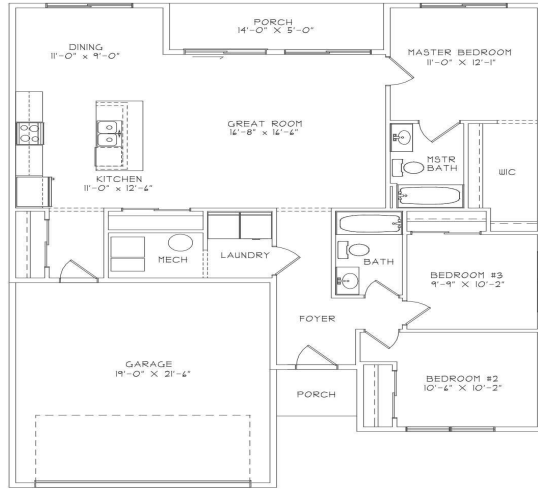 PORCH
14'-0" X 5'-0"
DINING
11'-0" x 9'-0"
MASTER BEDROOM
11'-0" X 12'-1"
GREAT ROOM
16'-8" x 16'-6"
MSTR
BATH
WIC
KITCHEN
11'-0" x 12'-6"
MECH
LAUNDRY
BATH
BEDROOM #3
9'-9" X 10'-2"
FOYER
GARAGE
19'-0" X 21'-6"
PORCH
BEDROOM #2
10'-6" X 10'-2"